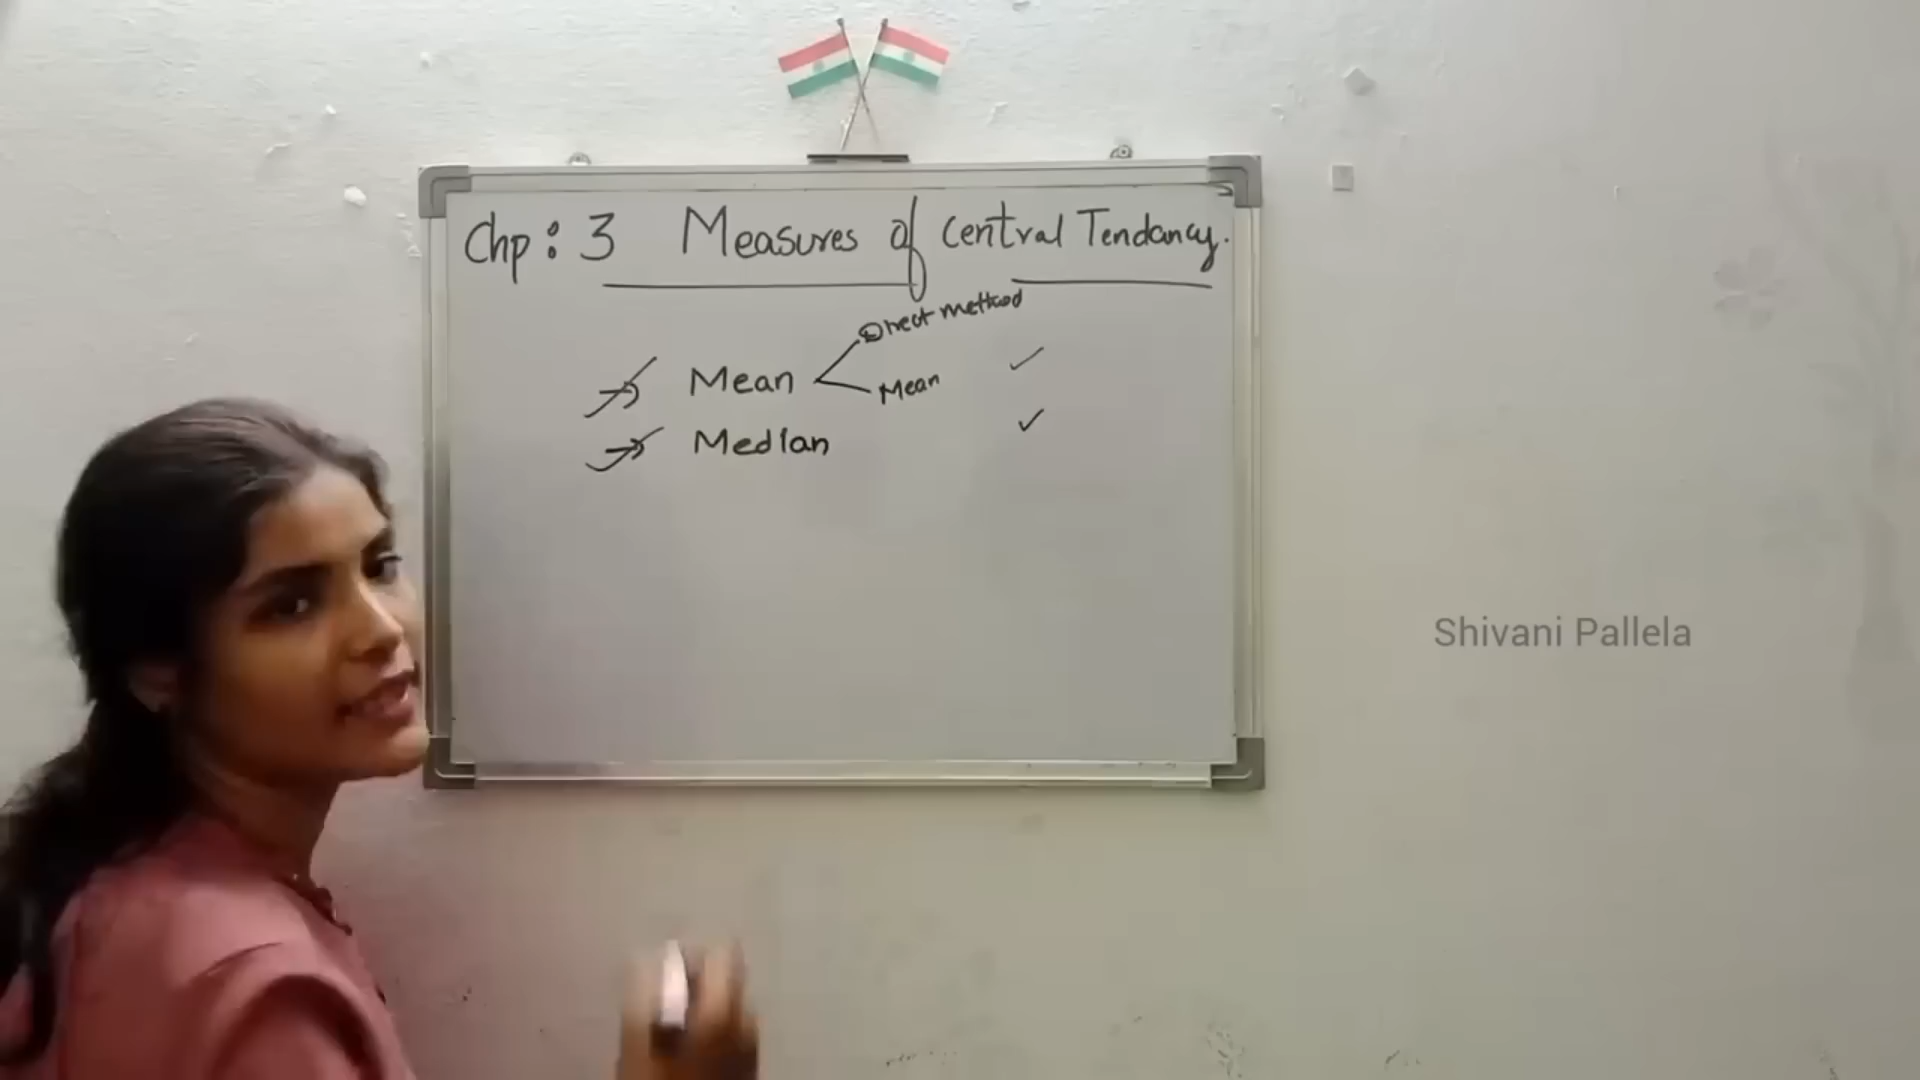 Chp: 3 Measures of Central Tendancy.
Direct method
Mean
Mean
Median
Shivani Pallela